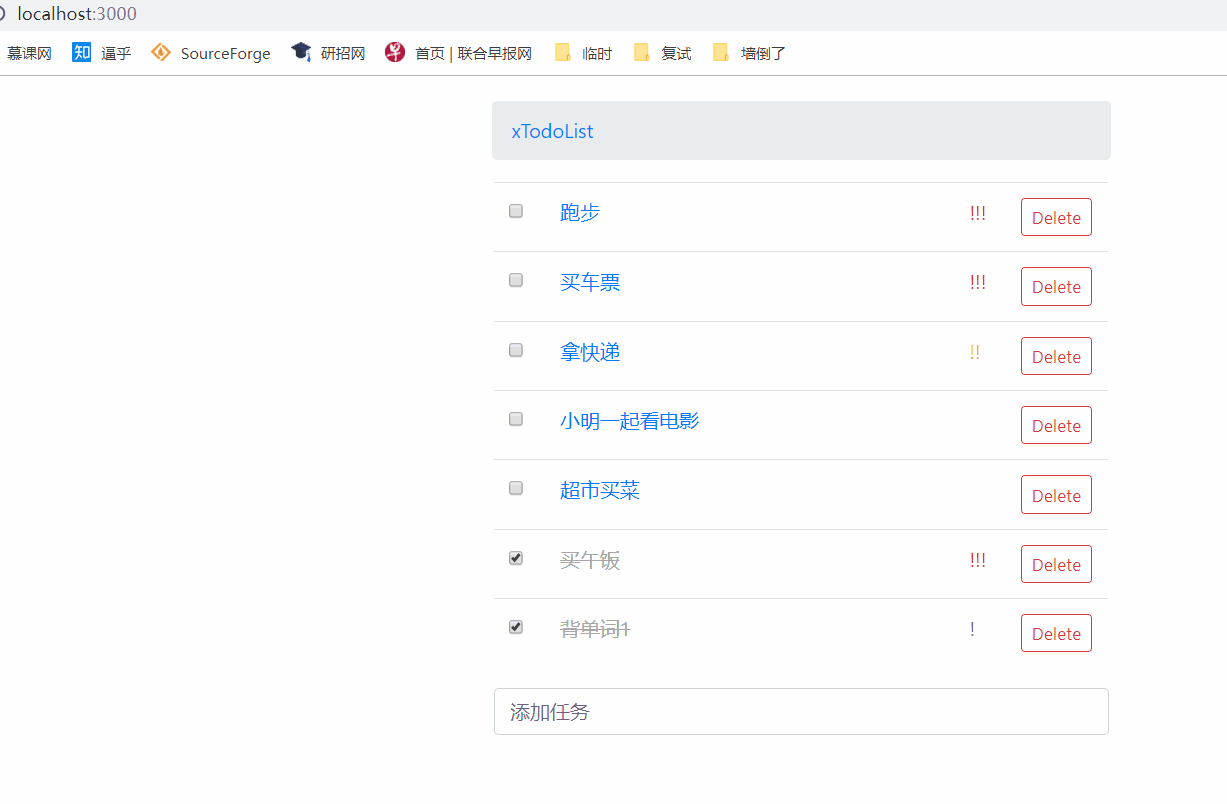 localhost:3000
慕课网 知 逼乎 SourceForge 研招网 首页 | 联合早报网 临时 复试 墙倒了
xTodoList
跑步 !!! Delete
买车票 !!! Delete
拿快递 !! Delete
小明一起看电影 Delete
超市买菜 Delete
买午饭 !!! Delete
背单词1 ! Delete
添加任务